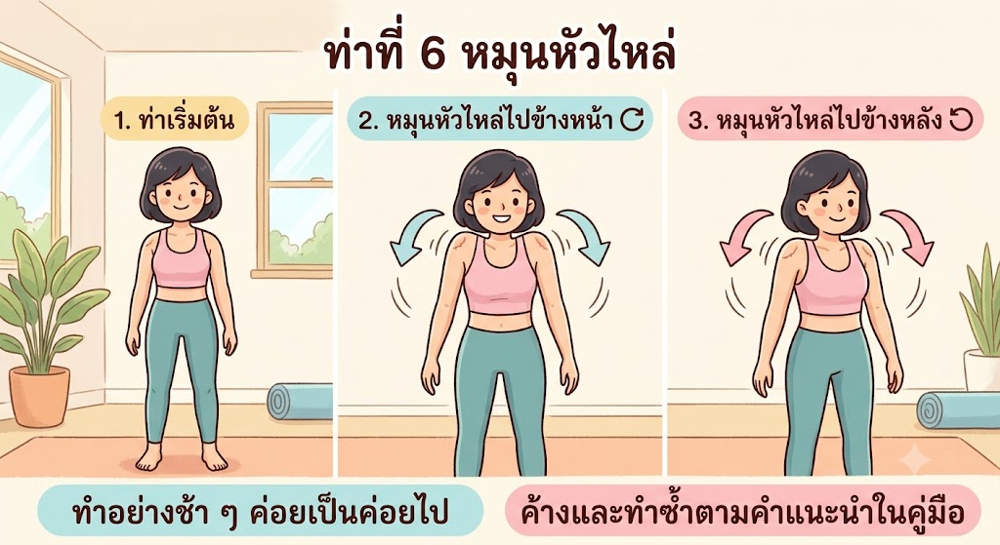 ท่าที่ 6 หมุนหัวไหล่
1. ท่าเริ่มต้น
2. หมุนหัวไหล่ไปข้างหน้า
3. หมุนหัวไหล่ไปข้างหลัง
ทำอย่างช้า ๆ ค่อยเป็นค่อยไป
ค้างและทำซ้ำตามคำแนะนำในคู่มือ